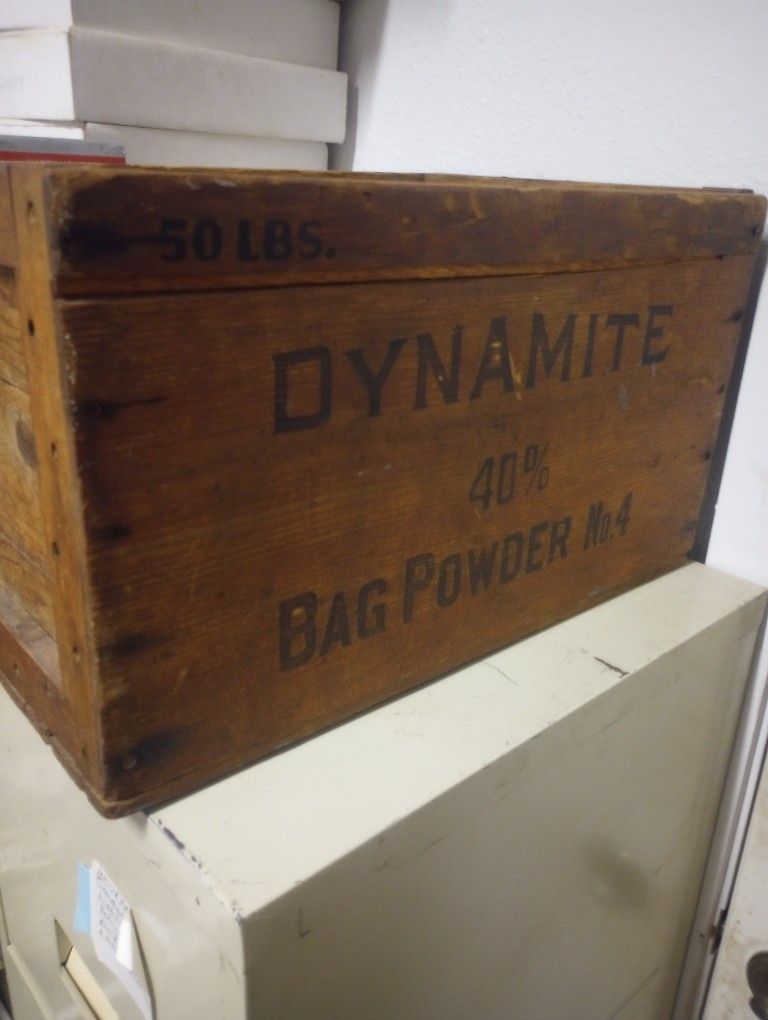 50 LBS.
DYNAMITE
40%
BAG POWDER No.4